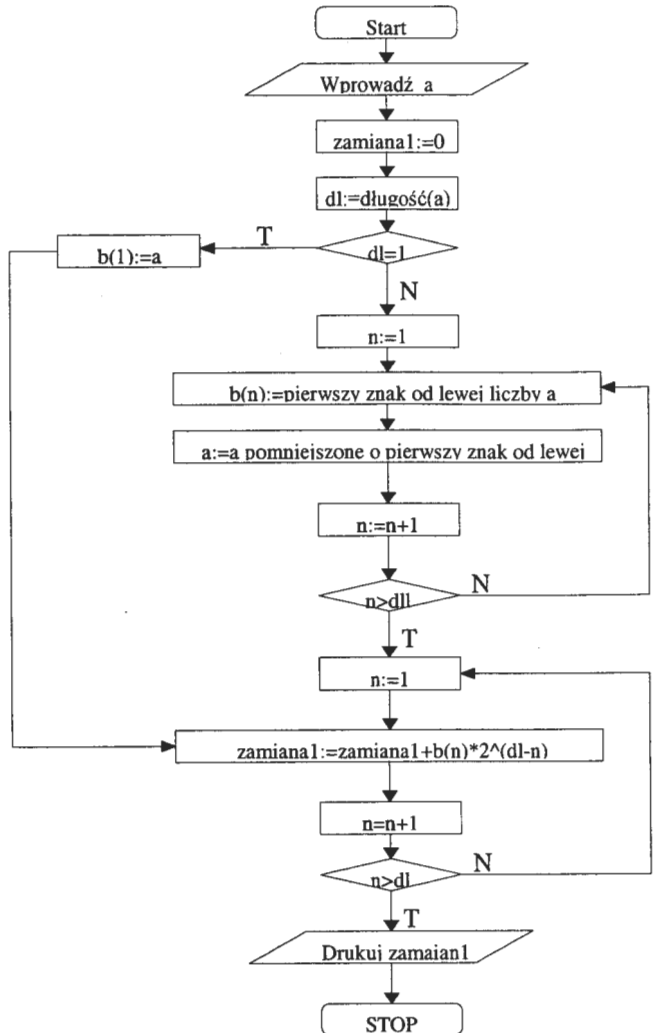 Start
Wprowadź a
zamiana1:=0
dl:=długość(a)
T
b(1):=a
dl=1
N
n:=1
b(n):=pierwszy znak od lewej liczby a
a:=a pomniejszone o pierwszy znak od lewej
n:=n+1
n>dll
N
T
n:=1
zamiana1:=zamiana1+b(n)*2^(dl-n)
n=n+1
n>dl
N
T
Drukuj zamaian1
STOP